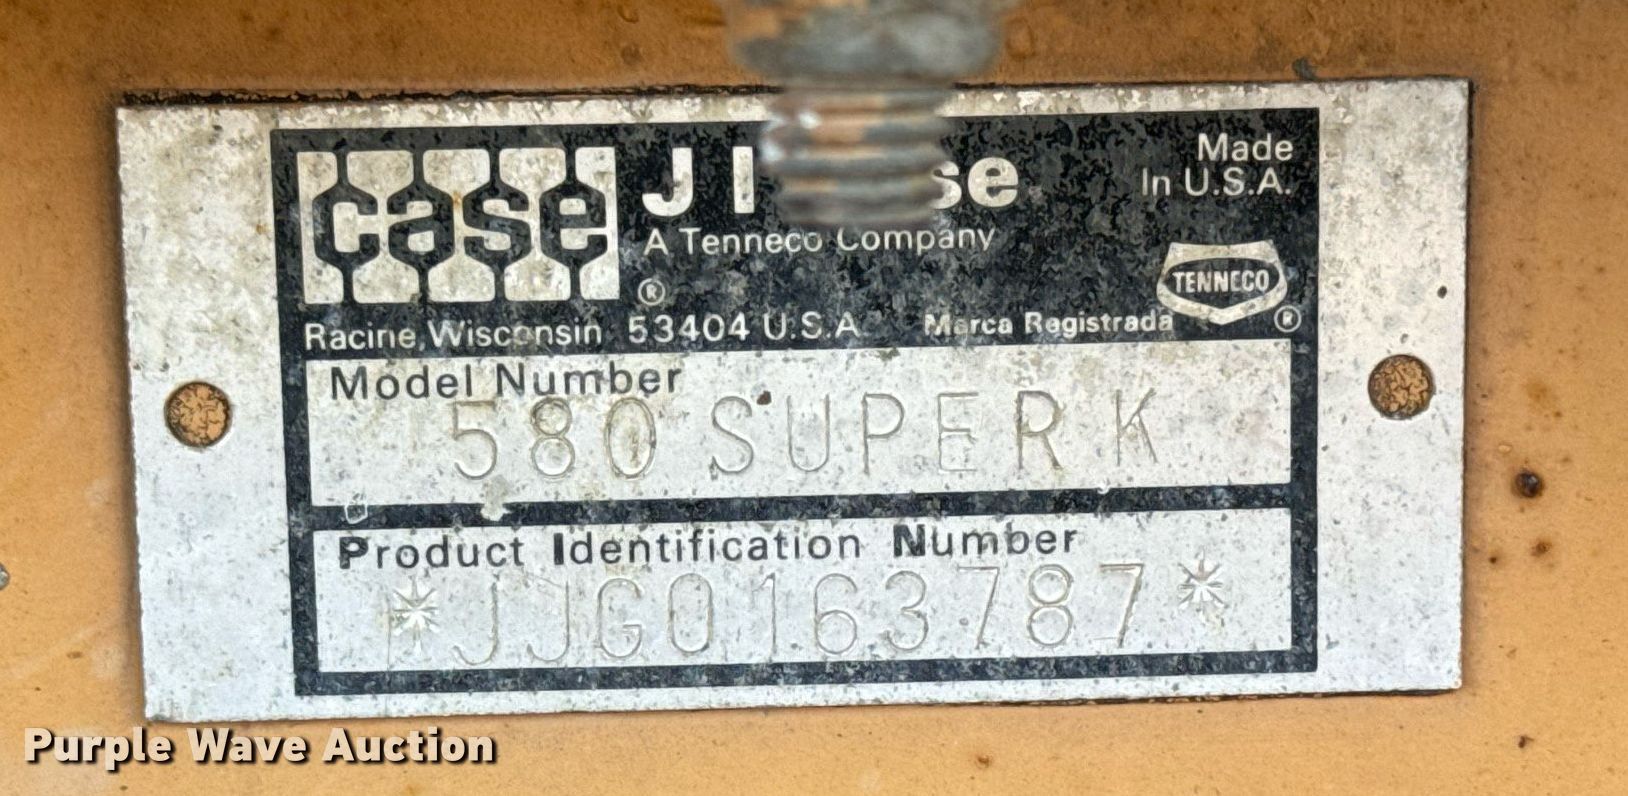 case J I se
Made
In U.S.A.
A Tenneco Company
TENNECO
®
®
Racine, Wisconsin 53404 U.S.A Marca Registrada
Model Number
580 SUPER K
Product Identification Number
*JJG0163787*
Purple Wave Auction